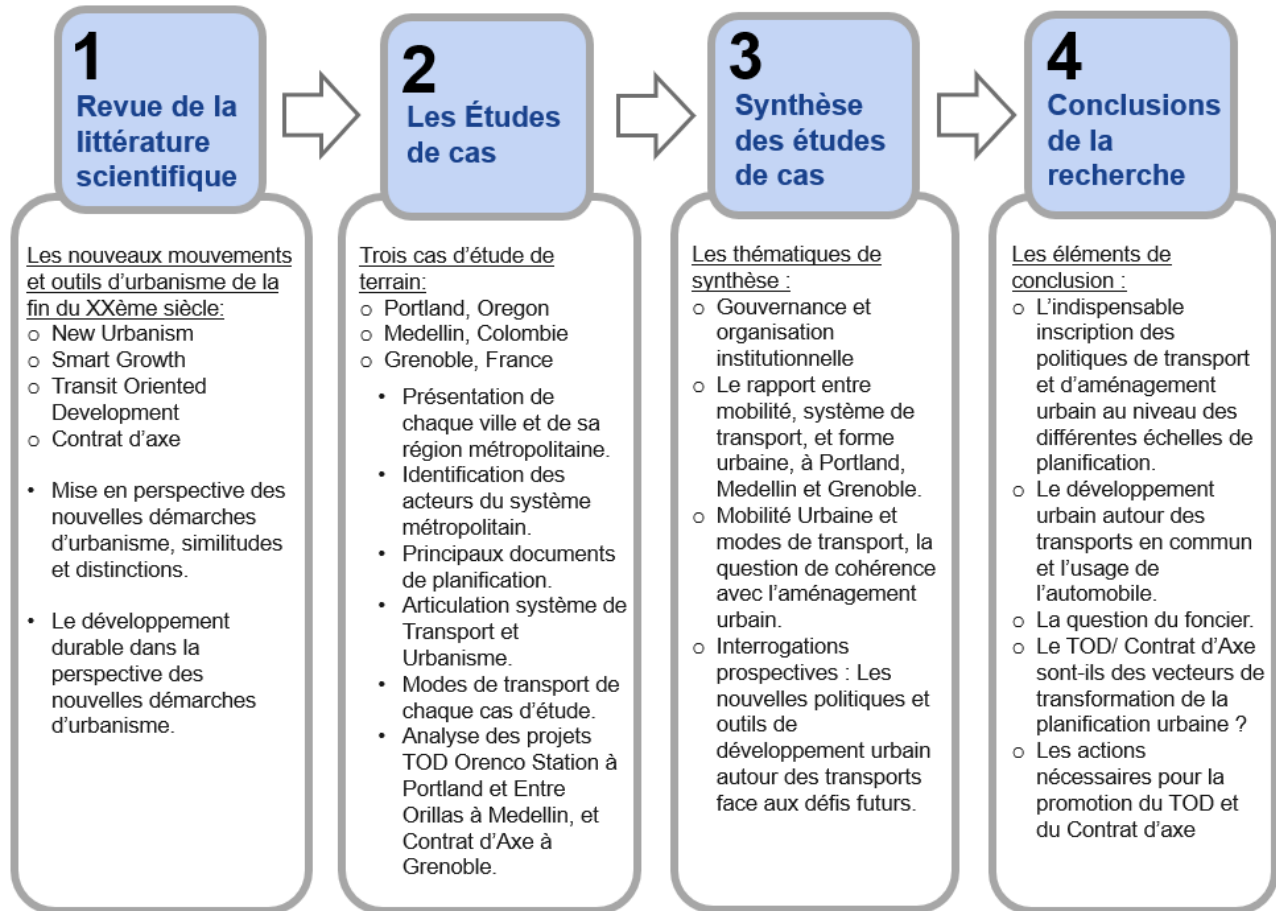 1
Revue de la
littérature
scientifique
Les nouveaux mouvements
et outils d'urbanisme de la
fin du XXème siècle:
o New Urbanism
o Smart Growth
o Transit Oriented
Development
o Contrat d'axe
• Mise en perspective des
nouvelles démarches
d'urbanisme, similitudes
et distinctions.
• Le développement
durable dans la
perspective des
nouvelles démarches
d'urbanisme.
2
Les Études
de cas
Trois cas d'étude de
terrain:
o Portland, Oregon
o Medellin, Colombie
o Grenoble, France
• Présentation de
chaque ville et de sa
région métropolitaine.
• Identification des
acteurs du système
métropolitain.
• Principaux documents
de planification.
• Articulation système de
Transport et
Urbanisme.
• Modes de transport de
chaque cas d'étude.
• Analyse des projets
TOD Orenco Station à
Portland et Entre
Orillas à Medellin, et
Contrat d'Axe à
Grenoble.
3
Synthèse
des études
de cas
Les thématiques de
synthèse :
o Gouvernance et
organisation
institutionnelle
o Le rapport entre
mobilité, système de
transport, et forme
urbaine, à Portland,
Medellin et Grenoble.
o Mobilité Urbaine et
modes de transport, la
question de cohérence
avec l'aménagement
urbain.
o Interrogations
prospectives : Les
nouvelles politiques et
outils de
développement urbain
autour des transports
face aux défis futurs.
4
Conclusions
de la
recherche
Les éléments de
conclusion :
o L'indispensable
inscription des
politiques de transport
et d'aménagement
urbain au niveau des
différentes échelles de
planification.
o Le développement
urbain autour des
transports en commun
et l'usage de
l'automobile.
o La question du foncier.
o Le TOD/ Contrat d'Axe
sont-ils des vecteurs de
transformation de la
planification urbaine ?
o Les actions
nécessaires pour la
promotion du TOD et
du Contrat d'axe